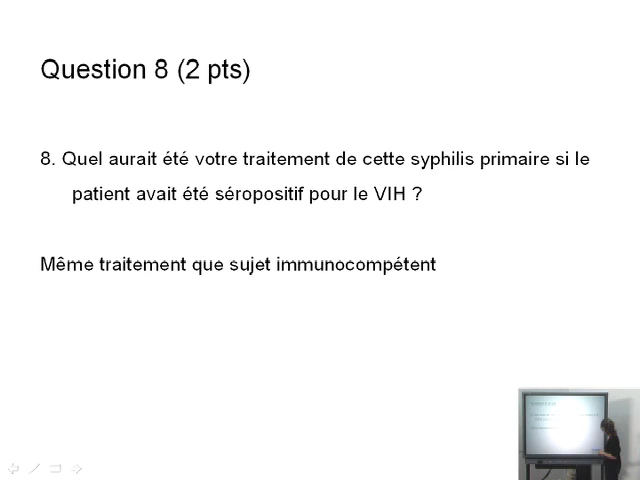 Question 8 (2 pts)
8. Quel aurait été votre traitement de cette syphilis primaire si le
patient avait été séropositif pour le VIH ?
Même traitement que sujet immunocompétent